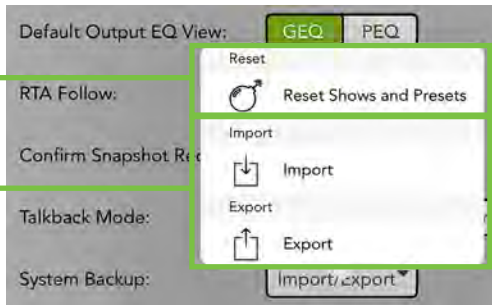 Default Output EQ View: GEQ PEQ
Reset
RTA Follow: Reset Shows and Presets
Import
Confirm Snapshot
Import
Export
Talkback Mode:
Export
System Backup: Import/Export